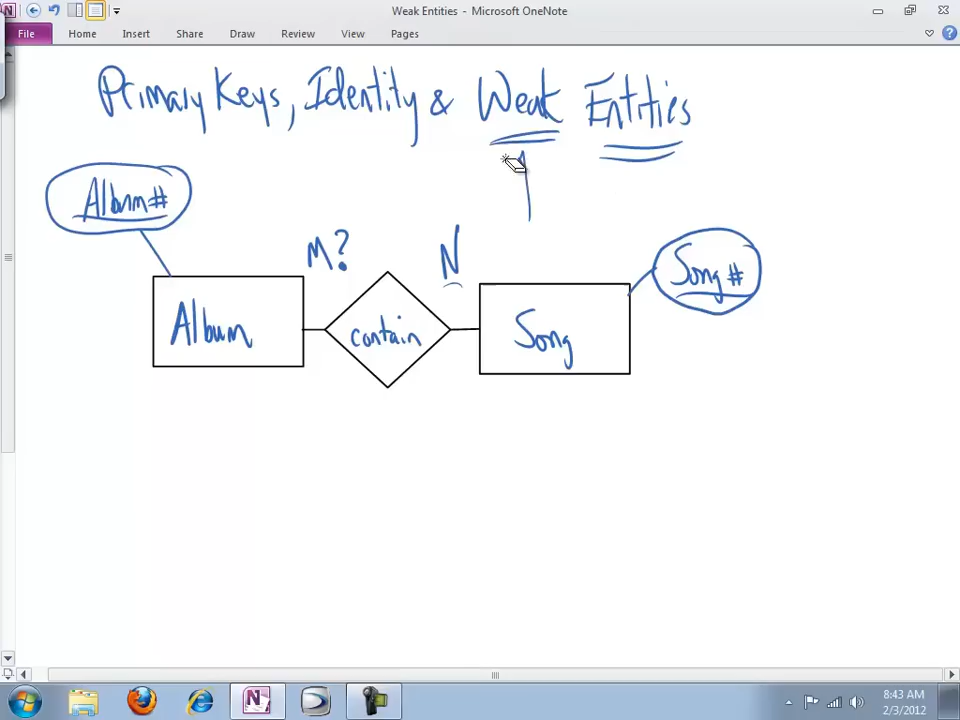 Weak Entities - Microsoft OneNote
File Home Insert Share Draw Review View Pages
Primary Keys, Identity & Weak Entities
Album#
M? N
Song #
Album contain Song
8:43 AM
2/3/2012